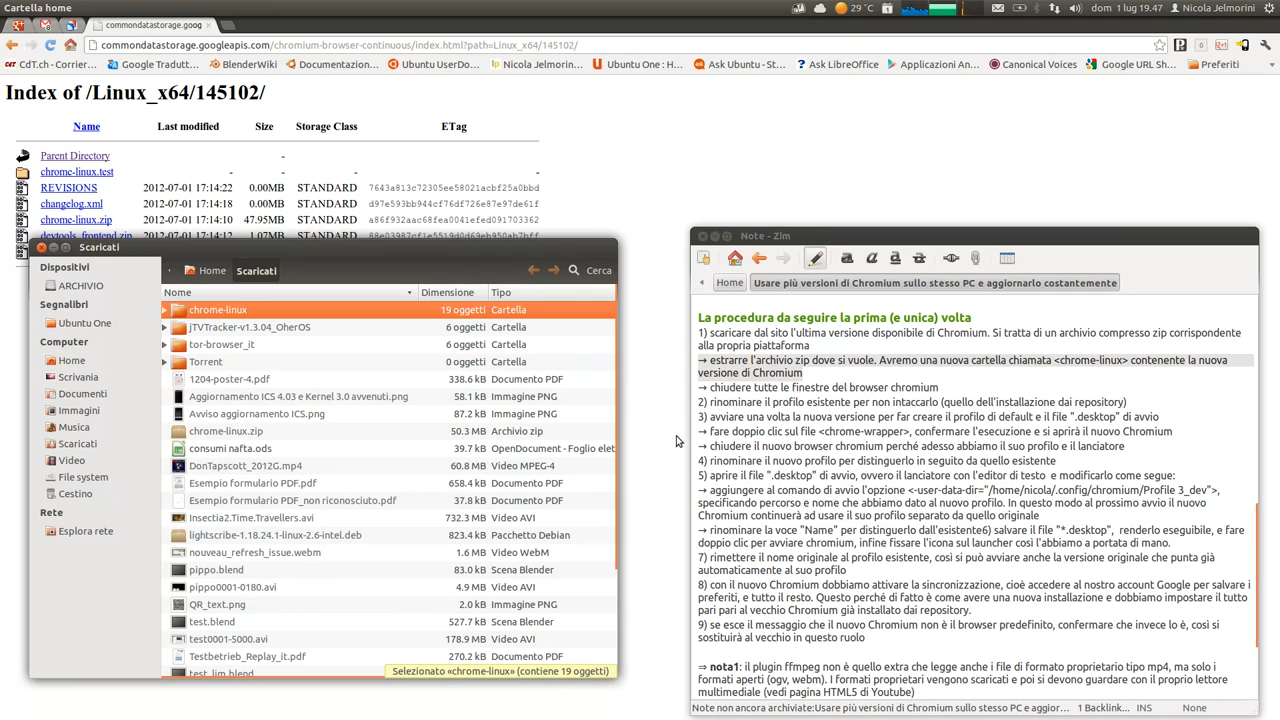 Cartella home
29 °C
dom 1 lug 19.47
Nicola Jelmorini
commondatastorage.goog
commondatastorage.googleapis.com/chromium-browser-continuous/index.html?path=Linux_x64/145102/
CdT.ch - Corrier…
Google Tradutt…
BlenderWiki
Documentazion…
Ubuntu UserDo…
Nicola Jelmorin…
Ubuntu One : H…
Ask Ubuntu - St…
Ask LibreOffice
Applicazioni An…
Canonical Voices
Google URL Sh…
Preferiti
Index of /Linux_x64/145102/
Name Last modified Size Storage Class ETag
Parent Directory - -
chrome-linux.test - -
REVISIONS 2012-07-01 17:14:22 0.00MB STANDARD 7643a813c72305ee58021acbf25a0bbd
changelog.xml 2012-07-01 17:14:18 0.00MB STANDARD d97e593bb944cf76df726e87e97de61f
chrome-linux.zip 2012-07-01 17:14:10 47.95MB STANDARD a86f932aac68fea0041efed091703362
devtools_frontend.zip 1.07MB STANDARD
Scaricati
Dispositivi
ARCHIVIO
Segnalibri
Ubuntu One
Computer
Home
Scrivania
Documenti
Immagini
Musica
Scaricati
Video
File system
Cestino
Rete
Esplora rete
Home Scaricati Cerca
Nome Dimensione Tipo
chrome-linux 19 oggetti Cartella
jTVTracker-v1.3.04_OherOS 6 oggetti Cartella
tor-browser_it 6 oggetti Cartella
Torrent 0 oggetti Cartella
1204-poster-4.pdf 338.6 kB Documento PDF
Aggiornamento ICS 4.03 e Kernel 3.0 avvenuti.png 58.1 kB Immagine PNG
Avviso aggiornamento ICS.png 87.2 kB Immagine PNG
chrome-linux.zip 50.3 MB Archivio zip
consumi nafta.ods 39.7 kB OpenDocument - Foglio elet
DonTapscott_2012G.mp4 60.8 MB Video MPEG-4
Esempio formulario PDF.pdf 658.4 kB Documento PDF
Esempio formulario PDF_non riconosciuto.pdf 37.8 kB Documento PDF
Insectia2.Time.Travellers.avi 732.3 MB Video AVI
lightscribe-1.18.24.1-linux-2.6-intel.deb 823.4 kB Pacchetto Debian
nouveau_refresh_issue.webm 1.6 MB Video WebM
pippo.blend 83.0 kB Scena Blender
pippo0001-0180.avi 4.9 MB Video AVI
QR_text.png 2.0 kB Immagine PNG
test.blend 527.7 kB Scena Blender
test0001-5000.avi 178.9 MB Video AVI
Testbetrieb_Replay_it.pdf 270.2 kB Documento PDF
test_lim.blend
Selezionato «chrome-linux» (contiene 19 oggetti)
Note - Zim
Home Usare più versioni di Chromium sullo stesso PC e aggiornarlo costantemente
La procedura da seguire la prima (e unica) volta
1) scaricare dal sito l'ultima versione disponibile di Chromium. Si tratta di un archivio compresso zip corrispondente
alla propria piattaforma
→ estrarre l'archivio zip dove si vuole. Avremo una nuova cartella chiamata <chrome-linux> contenente la nuova
versione di Chromium
→ chiudere tutte le finestre del browser chromium
2) rinominare il profilo esistente per non intaccarlo (quello dell'installazione dai repository)
3) avviare una volta la nuova versione per far creare il profilo di default e il file ".desktop" di avvio
→ fare doppio clic sul file <chrome-wrapper>, confermare l'esecuzione e si aprirà il nuovo Chromium
→ chiudere il nuovo browser chromium perché adesso abbiamo il suo profilo e il lanciatore
4) rinominare il nuovo profilo per distinguerlo in seguito da quello esistente
5) aprire il file ".desktop" di avvio, ovvero il lanciatore con l'editor di testo e modificarlo come segue:
→ aggiungere al comando di avvio l'opzione <-user-data-dir="/home/nicola/.config/chromium/Profile 3_dev">,
specificando percorso e nome che abbiamo dato al nuovo profilo. In questo modo al prossimo avvio il nuovo
Chromium continuerà ad usare il suo profilo separato da quello originale
→ rinominare la voce "Name" per distinguerlo dall'esistente6) salvare il file "*.desktop", renderlo eseguibile, e fare
doppio clic per avviare chromium, infine fissare l'icona sul launcher così l'abbiamo a portata di mano.
7) rimettere il nome originale al profilo esistente, così si può avviare anche la versione originale che punta già
automaticamente al suo profilo
8) con il nuovo Chromium dobbiamo attivare la sincronizzazione, cioè accedere al nostro account Google per salvare i
preferiti, e tutto il resto. Questo perché di fatto è come avere una nuova installazione e dobbiamo impostare il tutto
pari pari al vecchio Chromium già installato dai repository.
9) se esce il messaggio che il nuovo Chromium non è il browser predefinito, confermare che invece lo è, così si
sostituirà al vecchio in questo ruolo
→ nota1: il plugin ffmpeg non è quello extra che legge anche i file di formato proprietario tipo mp4, ma solo i
formati aperti (ogv, webm). I formati proprietari vengono scaricati e poi si devono guardare con il proprio lettore
multimediale (vedi pagina HTML5 di Youtube)
Note non ancora archiviate:Usare più versioni di Chromium sullo stesso PC e aggior… 1 Backlink… INS None